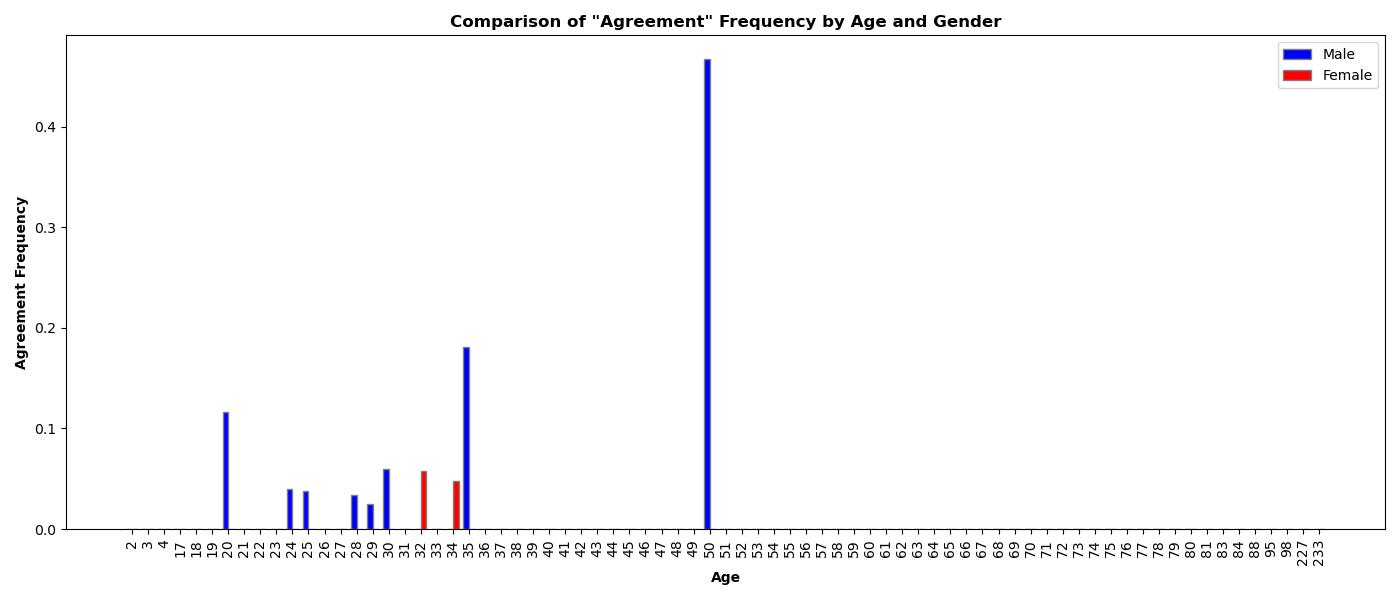 Comparison of "Agreement" Frequency by Age and Gender
Male
Female
Agreement Frequency
0.4
0.3
0.2
0.1
0.0
2 3 4 17 18 19 20 21 22 23 24 25 26 27 28 29 30 31 32 33 34 35 36 37 38 39 40 41 42 43 44 45 46 47 48 49 50 51 52 53 54 55 56 57 58 59 60 61 62 63 64 65 66 67 68 69 70 71 72 73 74 75 76 77 78 79 80 81 83 84 88 95 98 227 233
Age